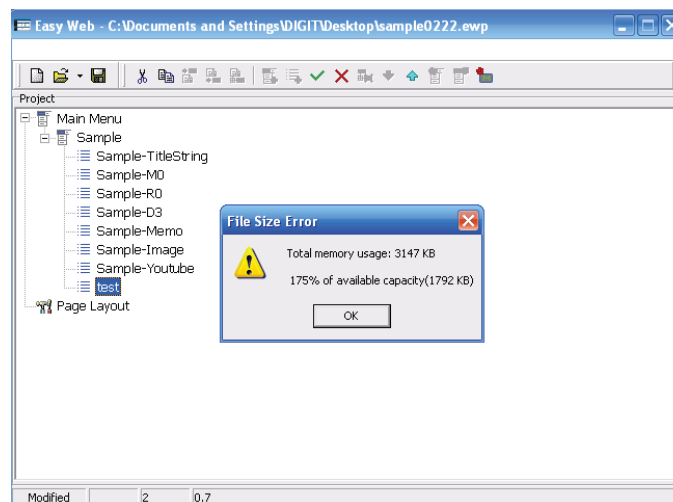 Easy Web - C:\Documents and Settings\DIGIT\Desktop\sample0222.ewp
Project
Main Menu
Sample
Sample-TitleString
Sample-M0
Sample-R0
Sample-D3
Sample-Memo
Sample-Image
Sample-Youtube
test
Page Layout
File Size Error
Total memory usage: 3147 KB
175% of available capacity(1792 KB)
OK
Modified 2 0.7